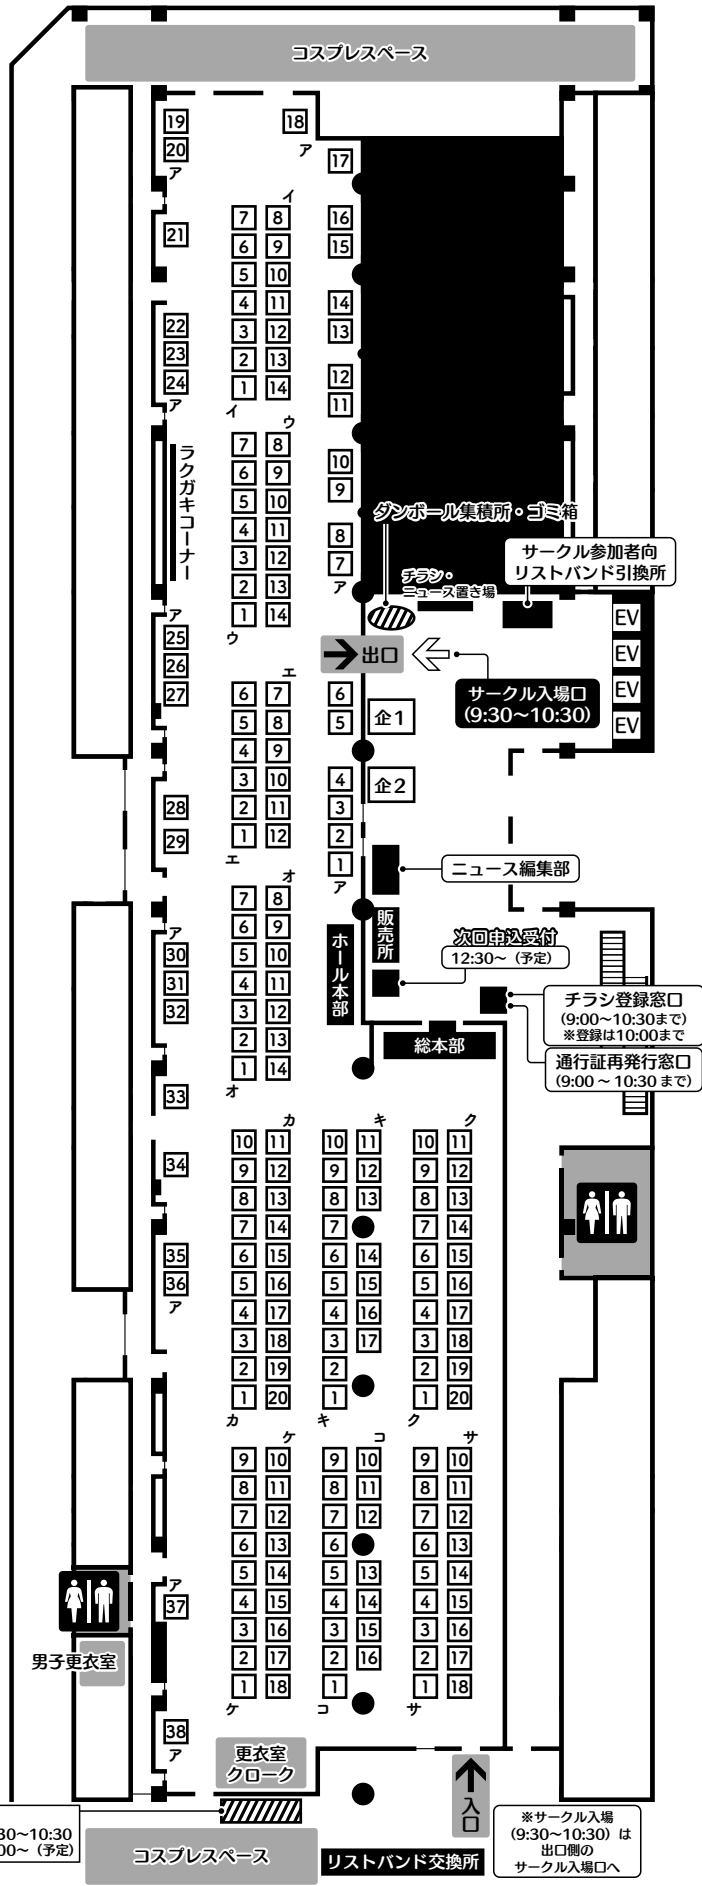 コスプレスペース
19 18
20 ア
ア 17
イ
7 8 16
21
6 9 15
5 10
4 11 14
22
3 12 13
23
2 13 12
24
1 14 11
ア
イ
ウ
7 8
ラクガキコーナー
6 9 10
5 10 9
ダンボール集積所・ゴミ箱
4 11 8
サークル参加者向
リストバンド引換所
3 12 7
2 13 ア
チラシ・
ニュース置き場
1 14
ア
ウ
EV
25
出口
EV
26
エ
27
6 7 6
サークル入場口
(9:30~10:30)
EV
5 8 5
企1
EV
4 9
3 10 4
企2
28
2 11 3
29
1 12 2
エ
1
ア
ニュース編集部
オ
7 8
ア
6 9
販売所
ホール本部
次回申込受付
12:30~(予定)
30
5 10
31
4 11
チラシ登録窓口
(9:00~10:30まで)
※登録は10:00まで
32
3 12
総本部
2 13
通行証再発行窓口
(9:00~10:30まで)
1 14
オ
33
カ キ ク
10 11 10 11 10 11
34
9 12 9 12 9 12
8 13 8 13 8 13
7 14 7 7 14
35
6 15 6 14 6 15
36
5 16 5 15 5 16
ア
4 17 4 16 4 17
3 18 3 17 3 18
2 19 2 2 19
1 20 1 1 20
カ キ ク
ケ コ サ
9 10 9 10 9 10
8 11 8 11 8 11
7 12 7 12 7 12
6 13 6 6 13
5 14 5 13 5 14
ア
37
4 15 4 14 4 15
3 16 3 15 3 16
男子更衣室
2 17 2 16 2 17
1 18 1 1 18
ケ コ サ
38
ア
更衣室
クローク
入口
30~10:30
00~(予定)
※サークル入場
(9:30~10:30)は
出口側の
サークル入場口へ
コスプレスペース
リストバンド交換所